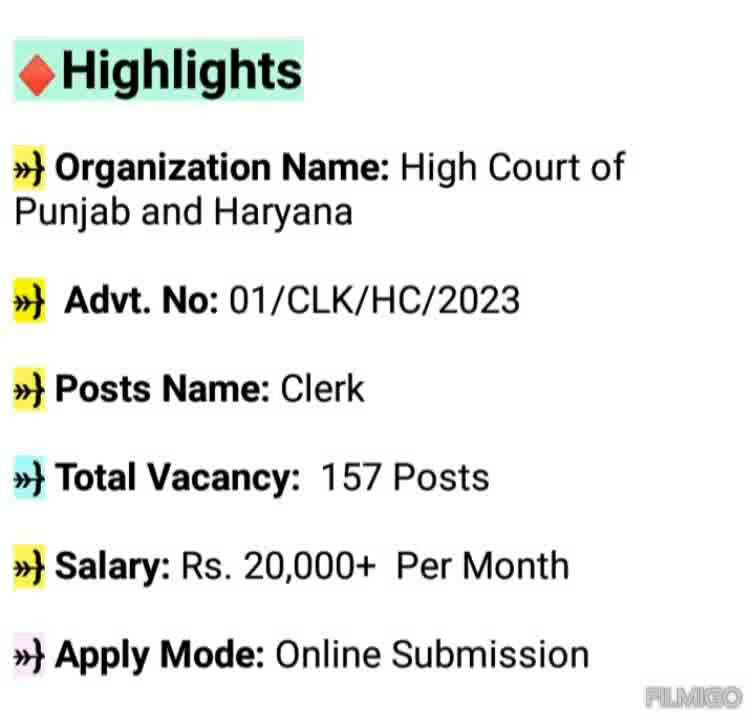 ♦Highlights
»} Organization Name: High Court of
Punjab and Haryana
»} Advt. No: 01/CLK/HC/2023
»} Posts Name: Clerk
»} Total Vacancy: 157 Posts
»} Salary: Rs. 20,000+ Per Month
»} Apply Mode: Online Submission
FILMIGO